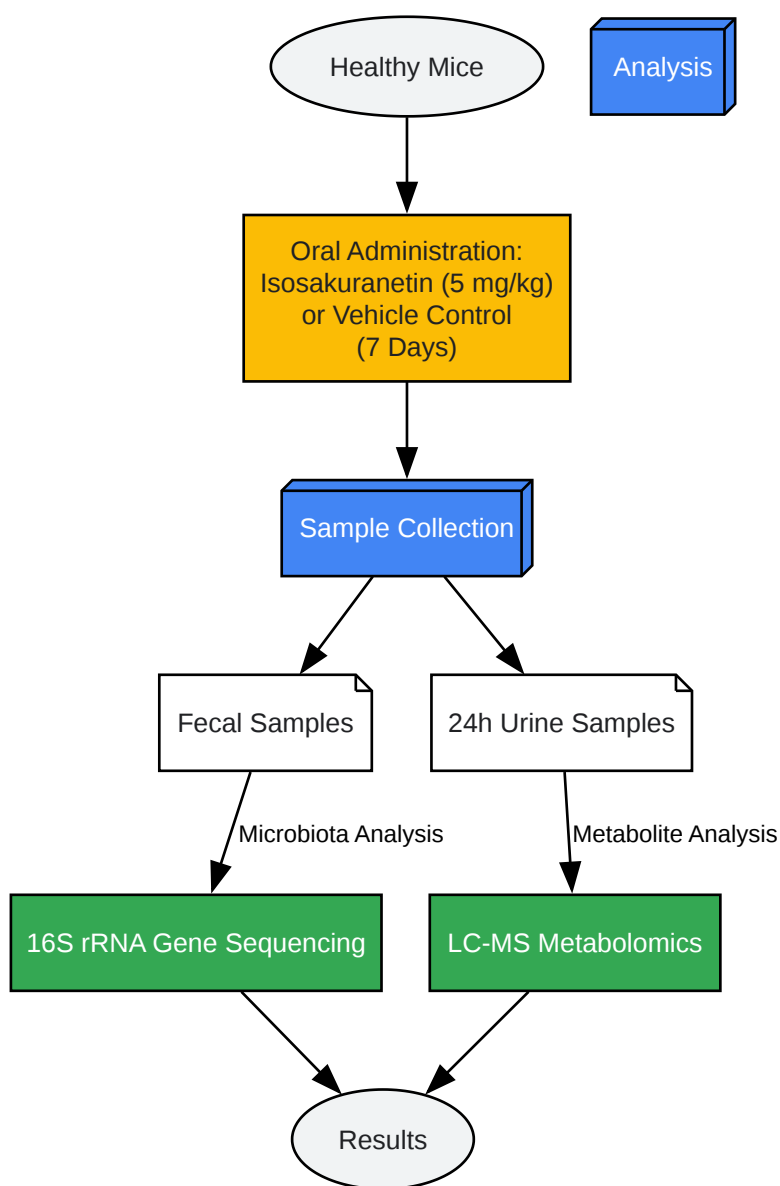 Healthy Mice
Analysis
Oral Administration:
Isosakuranetin (5 mg/kg)
or Vehicle Control
(7 Days)
Sample Collection
Fecal Samples
24h Urine Samples
Microbiota Analysis
Metabolite Analysis
16S rRNA Gene Sequencing
LC-MS Metabolomics
Results